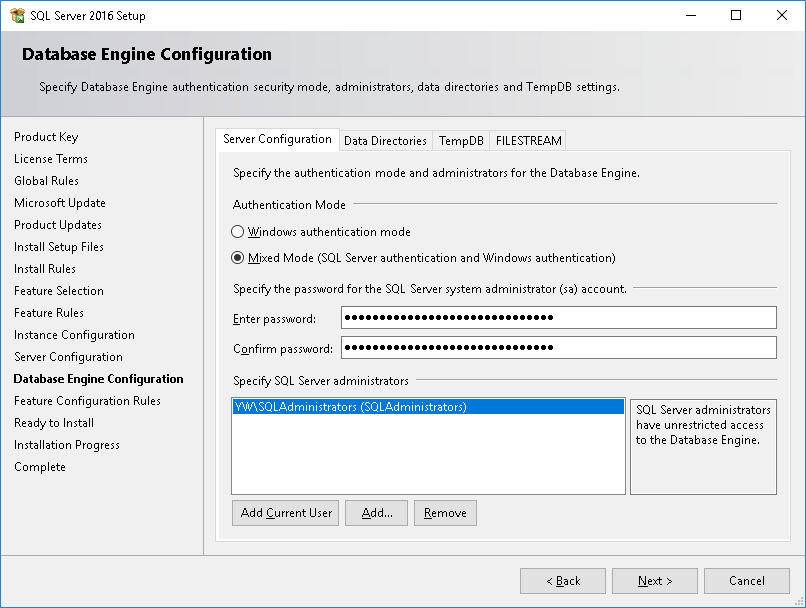 SQL Server 2016 Setup
Database Engine Configuration
Specify Database Engine authentication security mode, administrators, data directories and TempDB settings.
Product Key
License Terms
Global Rules
Microsoft Update
Product Updates
Install Setup Files
Install Rules
Feature Selection
Feature Rules
Instance Configuration
Server Configuration
Database Engine Configuration
Feature Configuration Rules
Ready to Install
Installation Progress
Complete
Server Configuration Data Directories TempDB FILESTREAM
Specify the authentication mode and administrators for the Database Engine.
Authentication Mode
Windows authentication mode
Mixed Mode (SQL Server authentication and Windows authentication)
Specify the password for the SQL Server system administrator (sa) account.
Enter password:
Confirm password:
Specify SQL Server administrators
YW\SQLAdministrators (SQLAdministrators)
SQL Server administrators
have unrestricted access
to the Database Engine.
Add Current User Add... Remove
< Back Next > Cancel